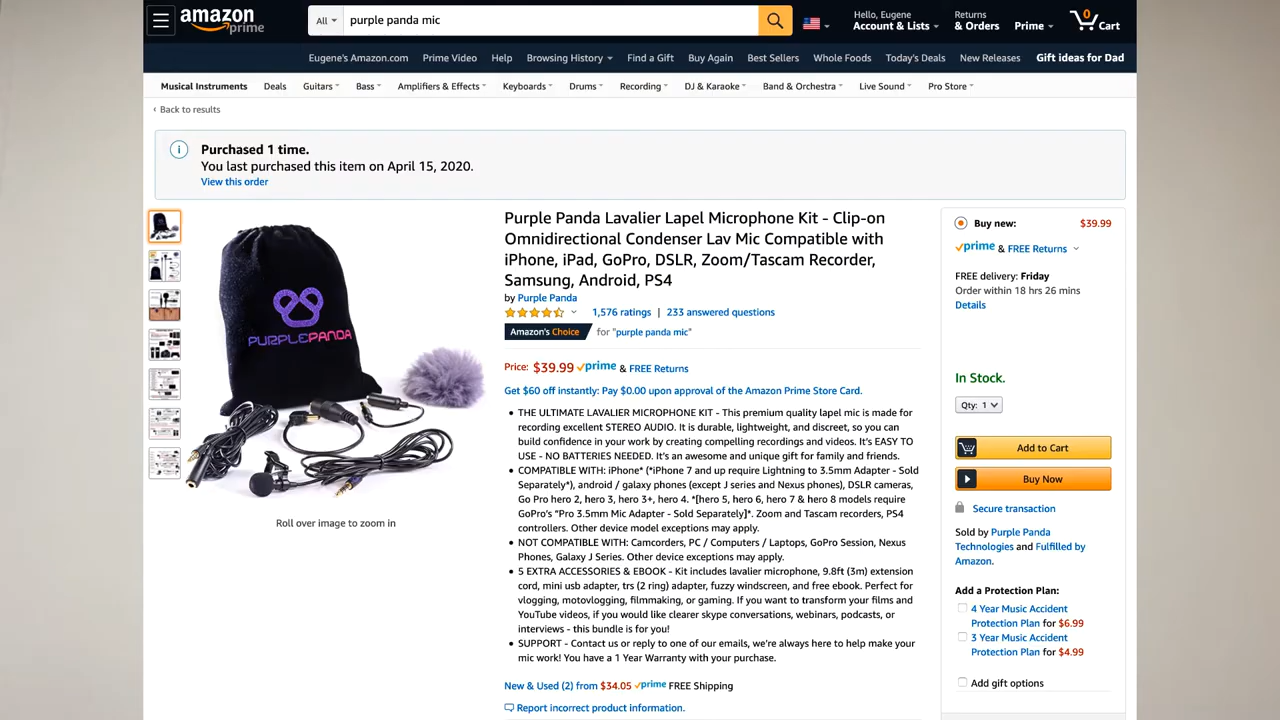 amazon
prime
All
purple panda mic
Hello, Eugene
Account & Lists
Returns
& Orders
Prime
0
Cart
Eugene's Amazon.com
Prime Video
Help
Browsing History
Find a Gift
Buy Again
Best Sellers
Whole Foods
Today's Deals
New Releases
Gift ideas for Dad
Musical Instruments
Deals
Guitars
Bass
Amplifiers & Effects
Keyboards
Drums
Recording
DJ & Karaoke
Band & Orchestra
Live Sound
Pro Store
‹ Back to results
Purchased 1 time.
You last purchased this item on April 15, 2020.
View this order
PURPLEPANDA
Roll over image to zoom in
Purple Panda Lavalier Lapel Microphone Kit - Clip-on
Omnidirectional Condenser Lav Mic Compatible with
iPhone, iPad, GoPro, DSLR, Zoom/Tascam Recorder,
Samsung, Android, PS4
by Purple Panda
1,576 ratings | 233 answered questions
Amazon's Choice for "purple panda mic"
Price: $39.99 prime & FREE Returns
Get $60 off instantly: Pay $0.00 upon approval of the Amazon Prime Store Card.
• THE ULTIMATE LAVALIER MICROPHONE KIT - This premium quality lapel mic is made for
recording excellent STEREO AUDIO. It is durable, lightweight, and discreet, so you can
build confidence in your work by creating compelling recordings and videos. It's EASY TO
USE - NO BATTERIES NEEDED. It's an awesome and unique gift for family and friends.
• COMPATIBLE WITH: iPhone* (*iPhone 7 and up require Lightning to 3.5mm Adapter - Sold
Separately*), android / galaxy phones (except J series and Nexus phones), DSLR cameras,
Go Pro hero 2, hero 3, hero 3+, hero 4. *[hero 5, hero 6, hero 7 & hero 8 models require
GoPro's "Pro 3.5mm Mic Adapter - Sold Separately]*. Zoom and Tascam recorders, PS4
controllers. Other device model exceptions may apply.
• NOT COMPATIBLE WITH: Camcorders, PC / Computers / Laptops, GoPro Session, Nexus
Phones, Galaxy J Series. Other device exceptions may apply.
• 5 EXTRA ACCESSORIES & EBOOK - Kit includes lavalier microphone, 9.8ft (3m) extension
cord, mini usb adapter, trs (2 ring) adapter, fuzzy windscreen, and free ebook. Perfect for
vlogging, motovlogging, filmmaking, or gaming. If you want to transform your films and
YouTube videos, if you would like clearer skype conversations, webinars, podcasts, or
interviews - this bundle is for you!
• SUPPORT - Contact us or reply to one of our emails, we're always here to help make your
mic work! You have a 1 Year Warranty with your purchase.
New & Used (2) from $34.05 prime FREE Shipping
Report incorrect product information.
Buy new: $39.99
prime & FREE Returns
FREE delivery: Friday
Order within 18 hrs 26 mins
Details
In Stock.
Qty: 1
Add to Cart
Buy Now
Secure transaction
Sold by Purple Panda
Technologies and Fulfilled by
Amazon.
Add a Protection Plan:
4 Year Music Accident
Protection Plan for $6.99
3 Year Music Accident
Protection Plan for $4.99
Add gift options